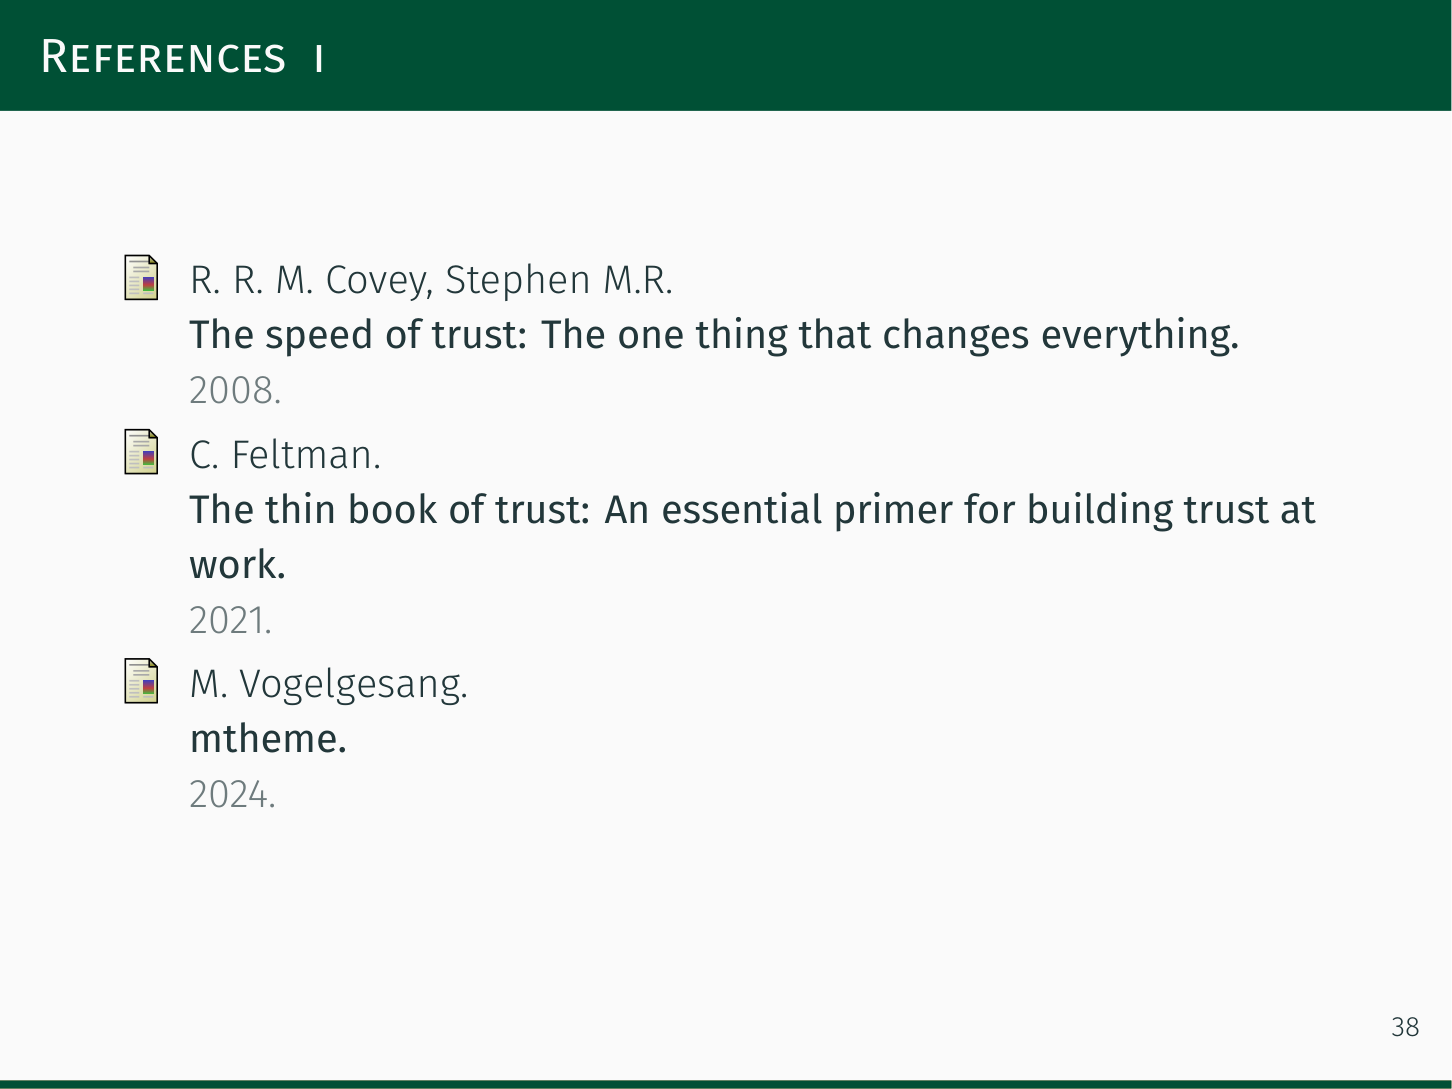 References I
R. R. M. Covey, Stephen M.R.
The speed of trust: The one thing that changes everything.
2008.
C. Feltman.
The thin book of trust: An essential primer for building trust at
work.
2021.
M. Vogelgesang.
mtheme.
2024.
38